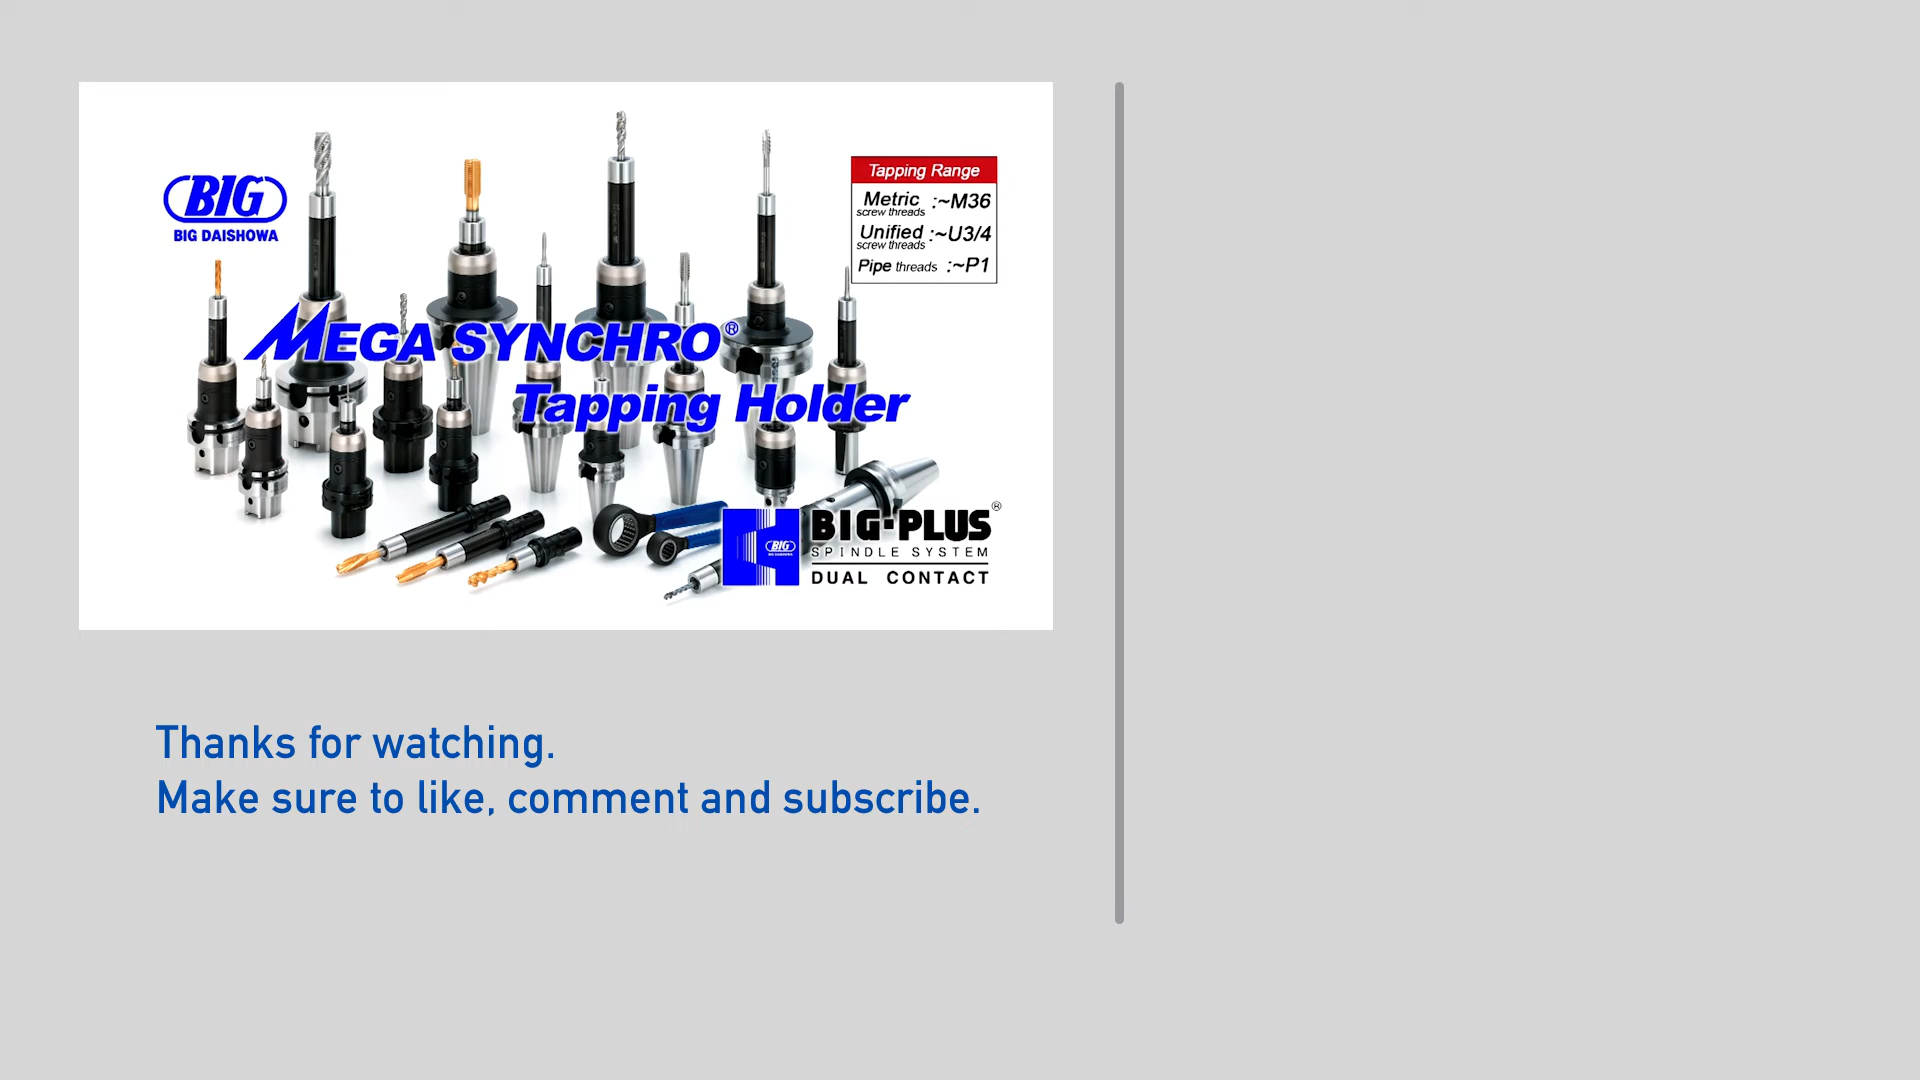 BIG
BIG DAISHOWA
Tapping Range
Metric screw threads :~M36
Unified screw threads :~U3/4
Pipe threads :~P1
MEGA SYNCHRO®
Tapping Holder
BIG
BIG-PLUS®
SPINDLE SYSTEM
DUAL CONTACT
Thanks for watching.
Make sure to like, comment and subscribe.